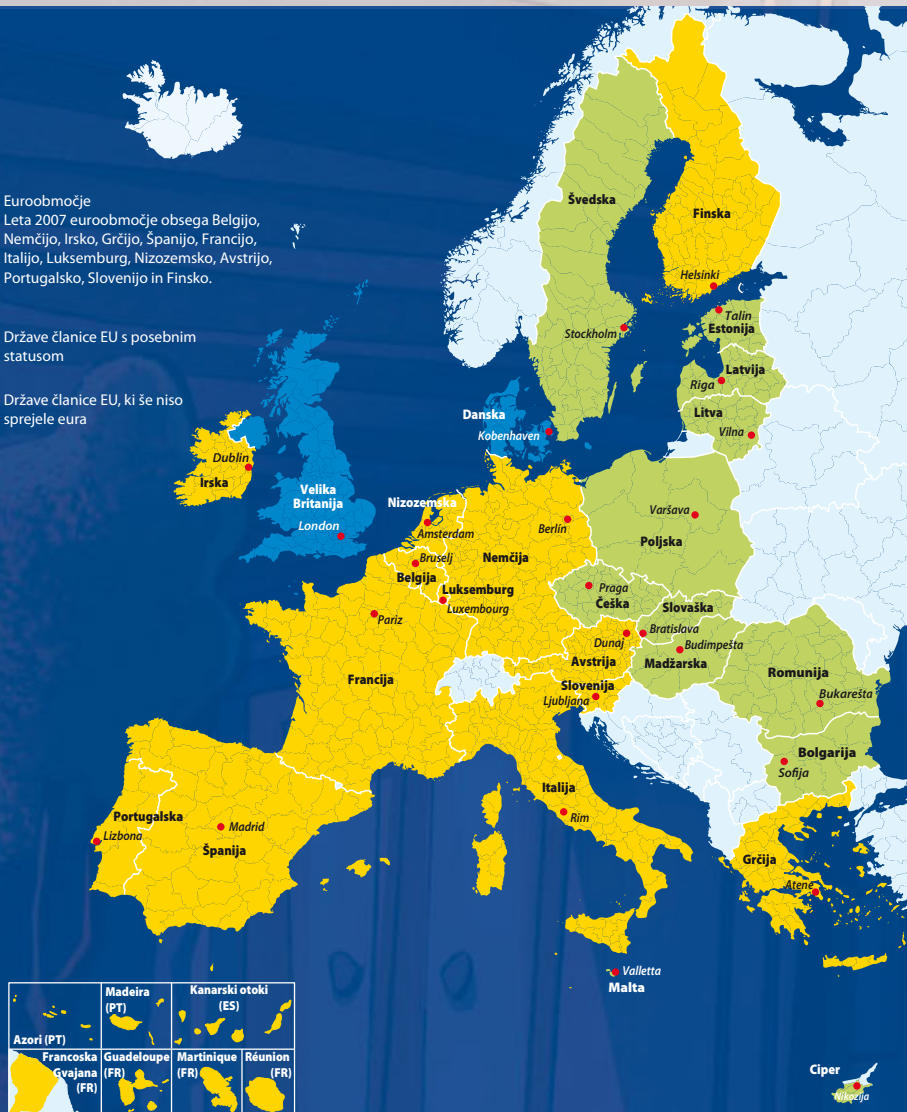 Euroobmočje
Leta 2007 euroobmočje obsega Belgijo,
Nemčijo, Irsko, Grčijo, Španijo, Francijo,
Italijo, Luksemburg, Nizozemsko, Avstrijo,
Portugalsko, Slovenijo in Finsko.
Države članice EU s posebnim
statusom
Države članice EU, ki še niso
sprejele eura
Švedska
Finska
Helsinki
Stockholm
Talin
Estonija
Latvija
Riga
Litva
Vilna
Danska
Kobenhaven
Dublin
Irska
Velika
Britanija
London
Nizozemska
Amsterdam
Berlin
Varšava
Poljska
Nemčija
Bruselj
Belgija
Luksemburg
Luxembourg
Praga
Češka
Slovaška
Pariz
Dunaj
Bratislava
Budimpešta
Avstrija
Madžarska
Francija
Slovenija
Ljubljana
Romunija
Bukarešta
Bolgarija
Sofija
Italija
Rim
Portugalska
Lizbona
Madrid
Španija
Grčija
Atene
Valletta
Malta
Azori (PT)
Madeira
(PT)
Kanarski otoki
(ES)
Francoska
Gvajana
(FR)
Guadeloupe
(FR)
Martinique
(FR)
Réunion
(FR)
Ciper
Nikozija